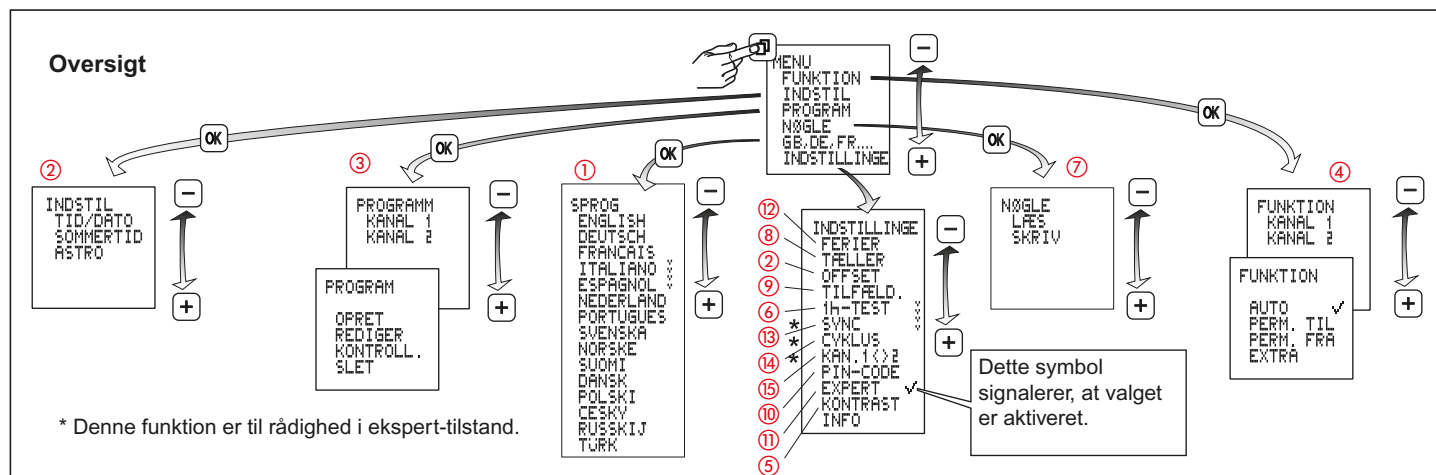 Oversigt
MENU
FUNKTION
INDSTIL
PROGRAM
NØGLE
GB,DE,FR....
INDSTILLINGE
−
+
OK
OK
OK
OK
OK
②
INDSTIL
TID/DATO
SOMMERTID
ASTRO
−
+
③
PROGRAMM
KANAL 1
KANAL 2
PROGRAM
OPRET
REDIGER
KONTROLL.
SLET
−
+
①
SPROG
ENGLISH
DEUTSCH
FRANCAIS
ITALIANO
ESPAGNOL
NEDERLAND
PORTUGUES
SVENSKA
NORSKE
SUOMI
DANSK
POLSKI
CESKY
RUSSKIJ
TÜRK
−
+
INDSTILLINGE
⑫ FERIER
⑧ TÆLLER
② OFFSET
⑨ TILFÆLD.
⑥ 1h-TEST
⑬ * SYNC
⑭ * CYKLUS
⑮ * KAN.1<>2
⑩ PIN-CODE
⑪ EXPERT ✓
⑤ KONTRAST
INFO
−
+
Dette symbol
signalerer, at valget
er aktiveret.
⑦
NØGLE
LÆS
SKRIV
−
+
④
FUNKTION
KANAL 1
KANAL 2
FUNKTION
AUTO ✓
PERM. TIL
PERM. FRA
EXTRA
−
+
* Denne funktion er til rådighed i ekspert-tilstand.